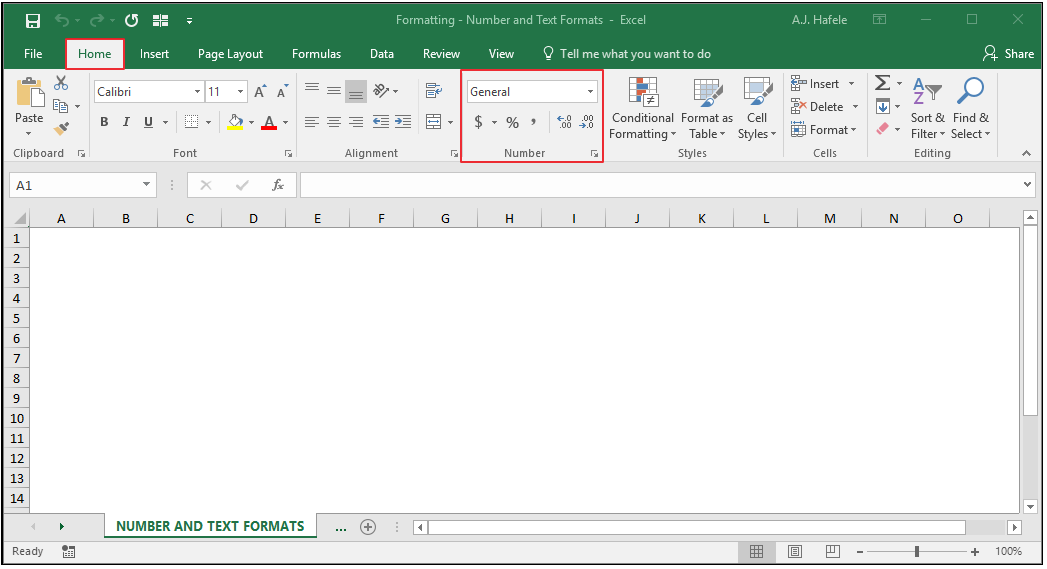 Formatting - Number and Text Formats - Excel A.J. Hafele
File Home Insert Page Layout Formulas Data Review View Tell me what you want to do Share
Calibri 11 General Insert
Paste B I U A $ % , Conditional Formatting Format as Table Cell Styles Delete Sort & Filter Find & Select
Format
Clipboard Font Alignment Number Styles Cells Editing
A1 fx
A B C D E F G H I J K L M N O
1
2
3
4
5
6
7
8
9
10
11
12
13
14
NUMBER AND TEXT FORMATS ...
Ready 100%